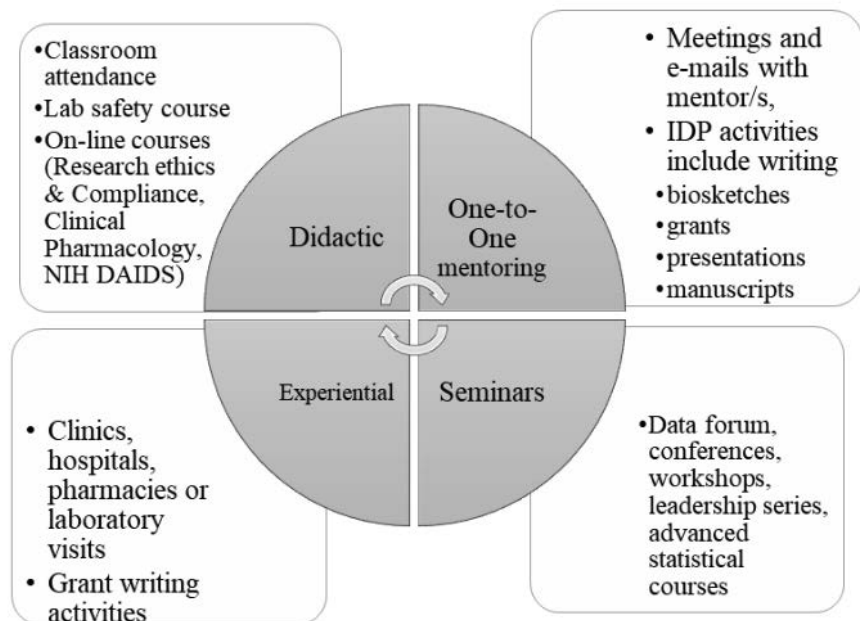 •Classroom
attendance
•Lab safety course
•On-line courses
(Research ethics
& Compliance,
Clinical
Pharmacology,
NIH DAIDS)
Didactic
One-to-
One
mentoring
• Meetings and
e-mails with
mentor/s,
• IDP activities
include writing
•biosketches
•grants
•presentations
•manuscripts
Experiential
• Clinics,
hospitals,
pharmacies or
laboratory
visits
• Grant writing
activities
Seminars
•Data forum,
conferences,
workshops,
leadership series,
advanced
statistical
courses